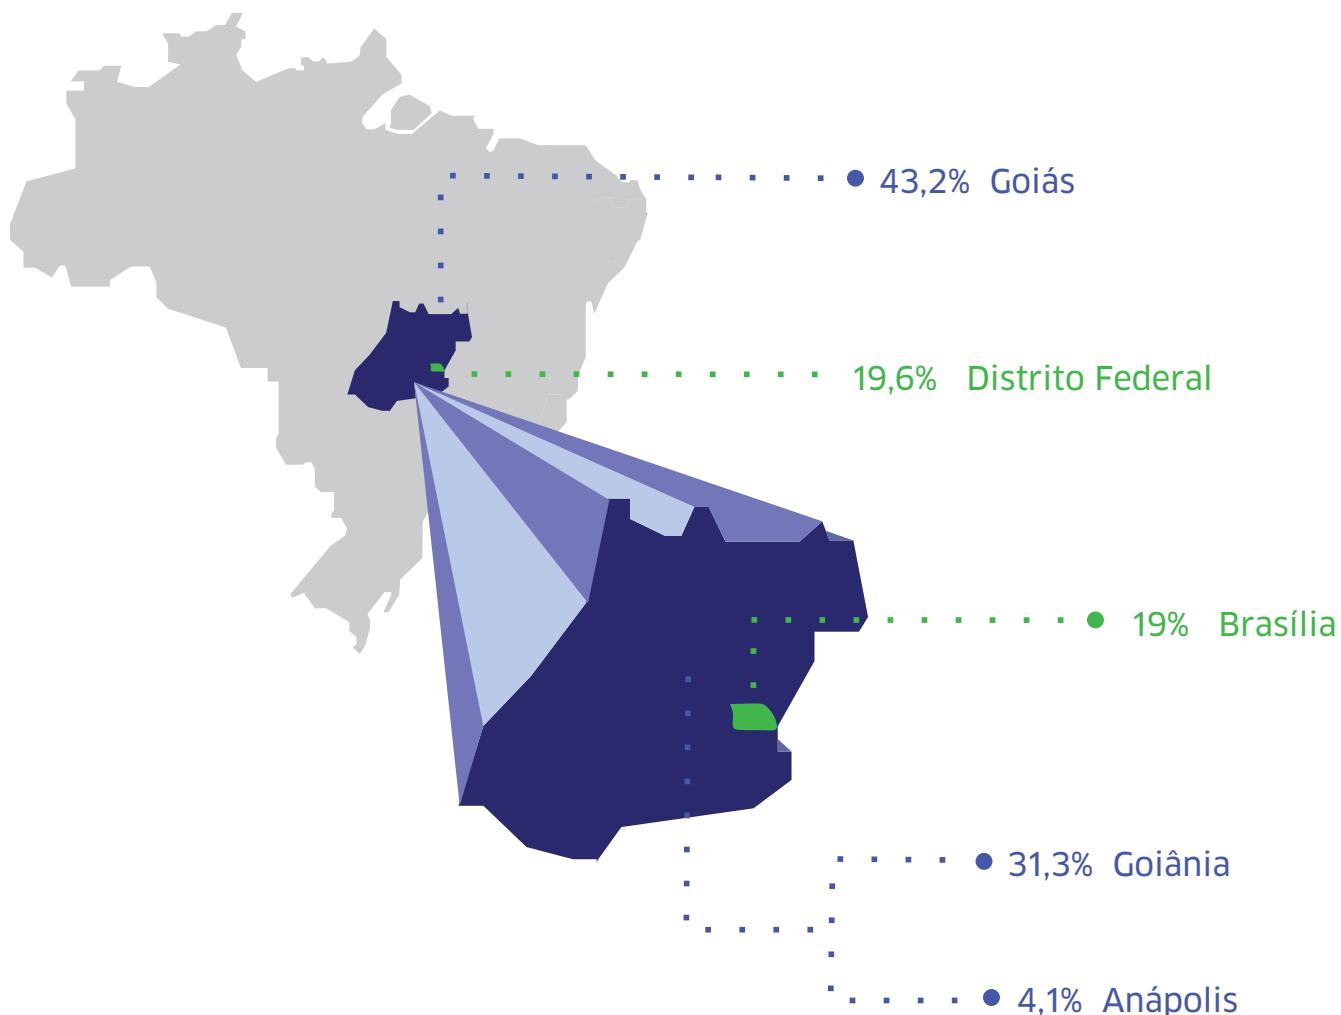 43,2% Goiás
19,6% Distrito Federal
19% Brasília
31,3% Goiânia
4,1% Anápolis